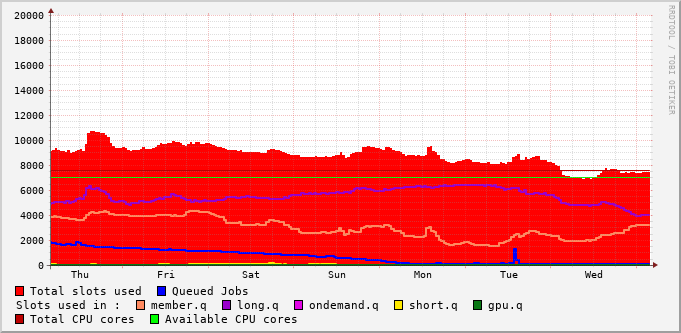 RRDTOOL / TOBI OETIKER
20000
18000
16000
14000
12000
10000
8000
6000
4000
2000
0
Thu Fri Sat Sun Mon Tue Wed
Total slots used Queued Jobs
Slots used in : member.q long.q ondemand.q short.q gpu.q
Total CPU cores Available CPU cores